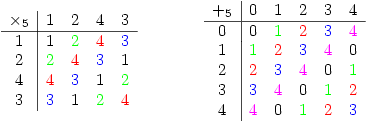 ×₅ 1 2 4 3
1 1 2 4 3
2 2 4 3 1
4 4 3 1 2
3 3 1 2 4
+₅ 0 1 2 3 4
0 0 1 2 3 4
1 1 2 3 4 0
2 2 3 4 0 1
3 3 4 0 1 2
4 4 0 1 2 3